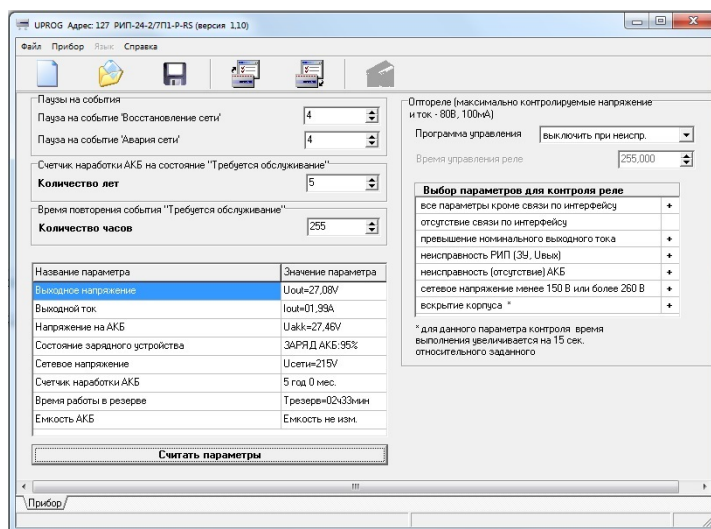 UPROG Адрес: 127 РИП-24-2/7П1-P-RS (версия 1,10)
Файл Прибор Язык Справка
Паузы на события
Пауза на событие 'Восстановление сети' 4
Пауза на событие 'Авария сети' 4
Счетчик наработки АКБ на состояние "Требуется обслуживание"
Количество лет 5
Время повторения события "Требуется обслуживание"
Количество часов 255
Название параметра Значение параметра
Выходное напряжение Uout=27,08V
Выходной ток Iout=01,99A
Напряжение на АКБ Uakk=27,46V
Состояние зарядного устройства ЗАРЯД АКБ:95%
Сетевое напряжение Uсети=215V
Счетчик наработки АКБ 5 год 0 мес.
Время работы в резерве Tрезерв=02ч33мин
Емкость АКБ Емкость не изм.
Считать параметры
Оптореле (максимально контролируемые напряжение
и ток - 80В, 100мА)
Программа управления выключить при неиспр.
Время управления реле 255,000
Выбор параметров для контроля реле
все параметры кроме связи по интерфейсу +
отсутствие связи по интерфейсу
превышение номинального выходного тока +
неисправность РИП (ЗУ, Uвых) +
неисправность (отсутствие) АКБ +
сетевое напряжение менее 150 В или более 260 В +
вскрытие корпуса * +
* для данного параметра контроля время
выполнения увеличивается на 15 сек.
относительного заданного
Прибор